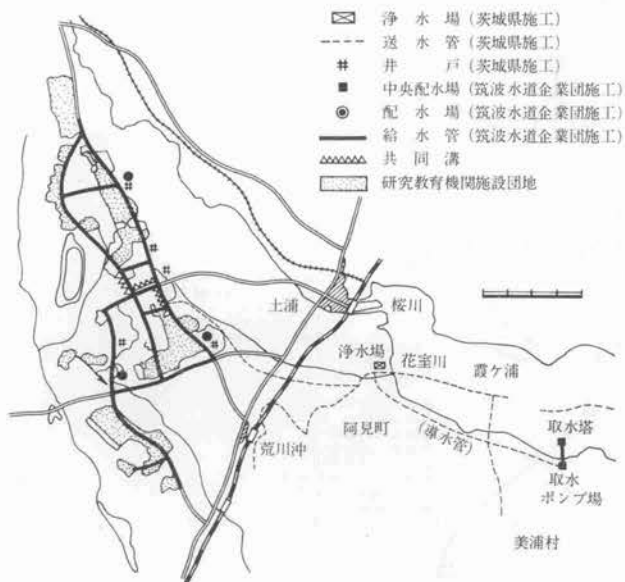 浄水場(茨城県施工)
送水管(茨城県施工)
井戸(茨城県施工)
中央配水場(筑波水道企業団施工)
配水場(筑波水道企業団施工)
給水管(筑波水道企業団施工)
共同溝
研究教育機関施設団地
土浦
桜川
浄水場
花室川
霞ケ浦
荒川沖
阿見町
(導水管)
取水塔
取水
ポンプ場
美浦村